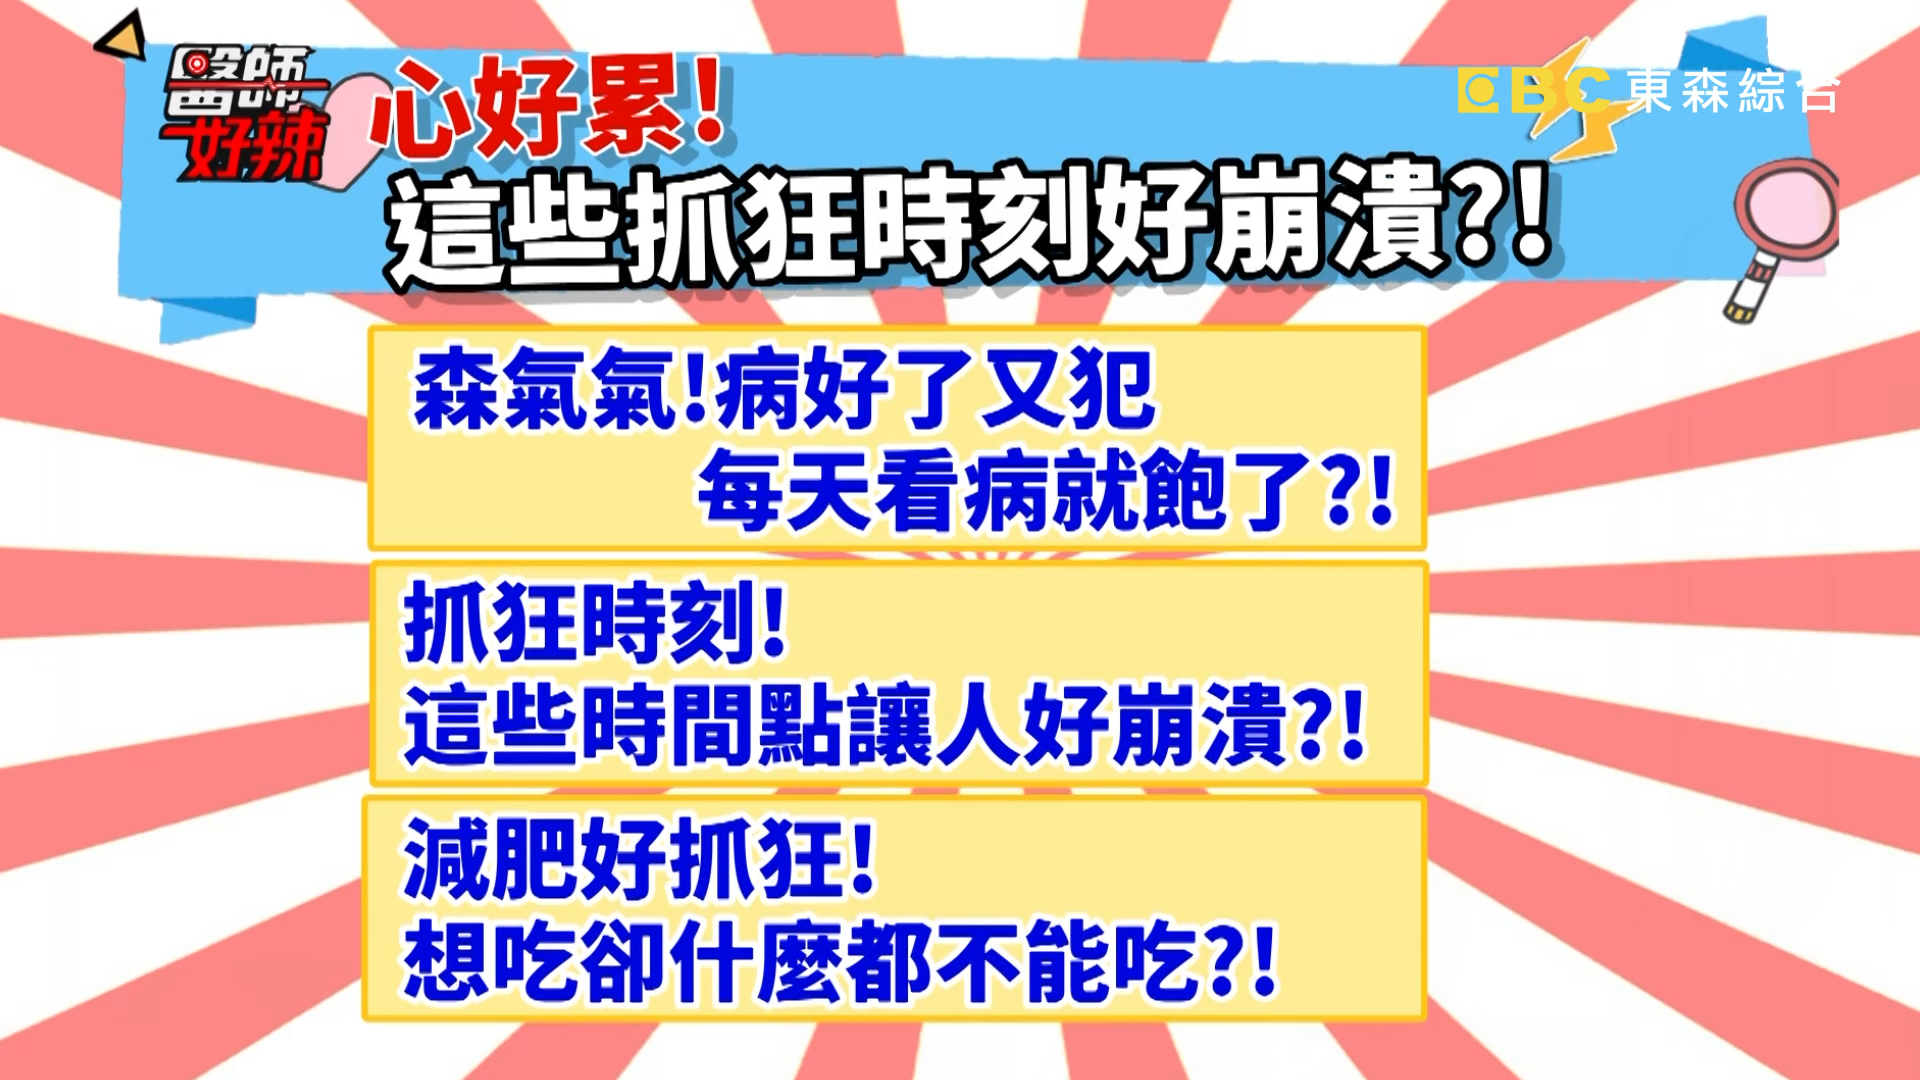 醫師
好辣
心好累!
EBC 東森綜合
這些抓狂時刻好崩潰?!
森氣氣!病好了又犯
每天看病就飽了?!
抓狂時刻!
這些時間點讓人好崩潰?!
減肥好抓狂!
想吃卻什麼都不能吃?!